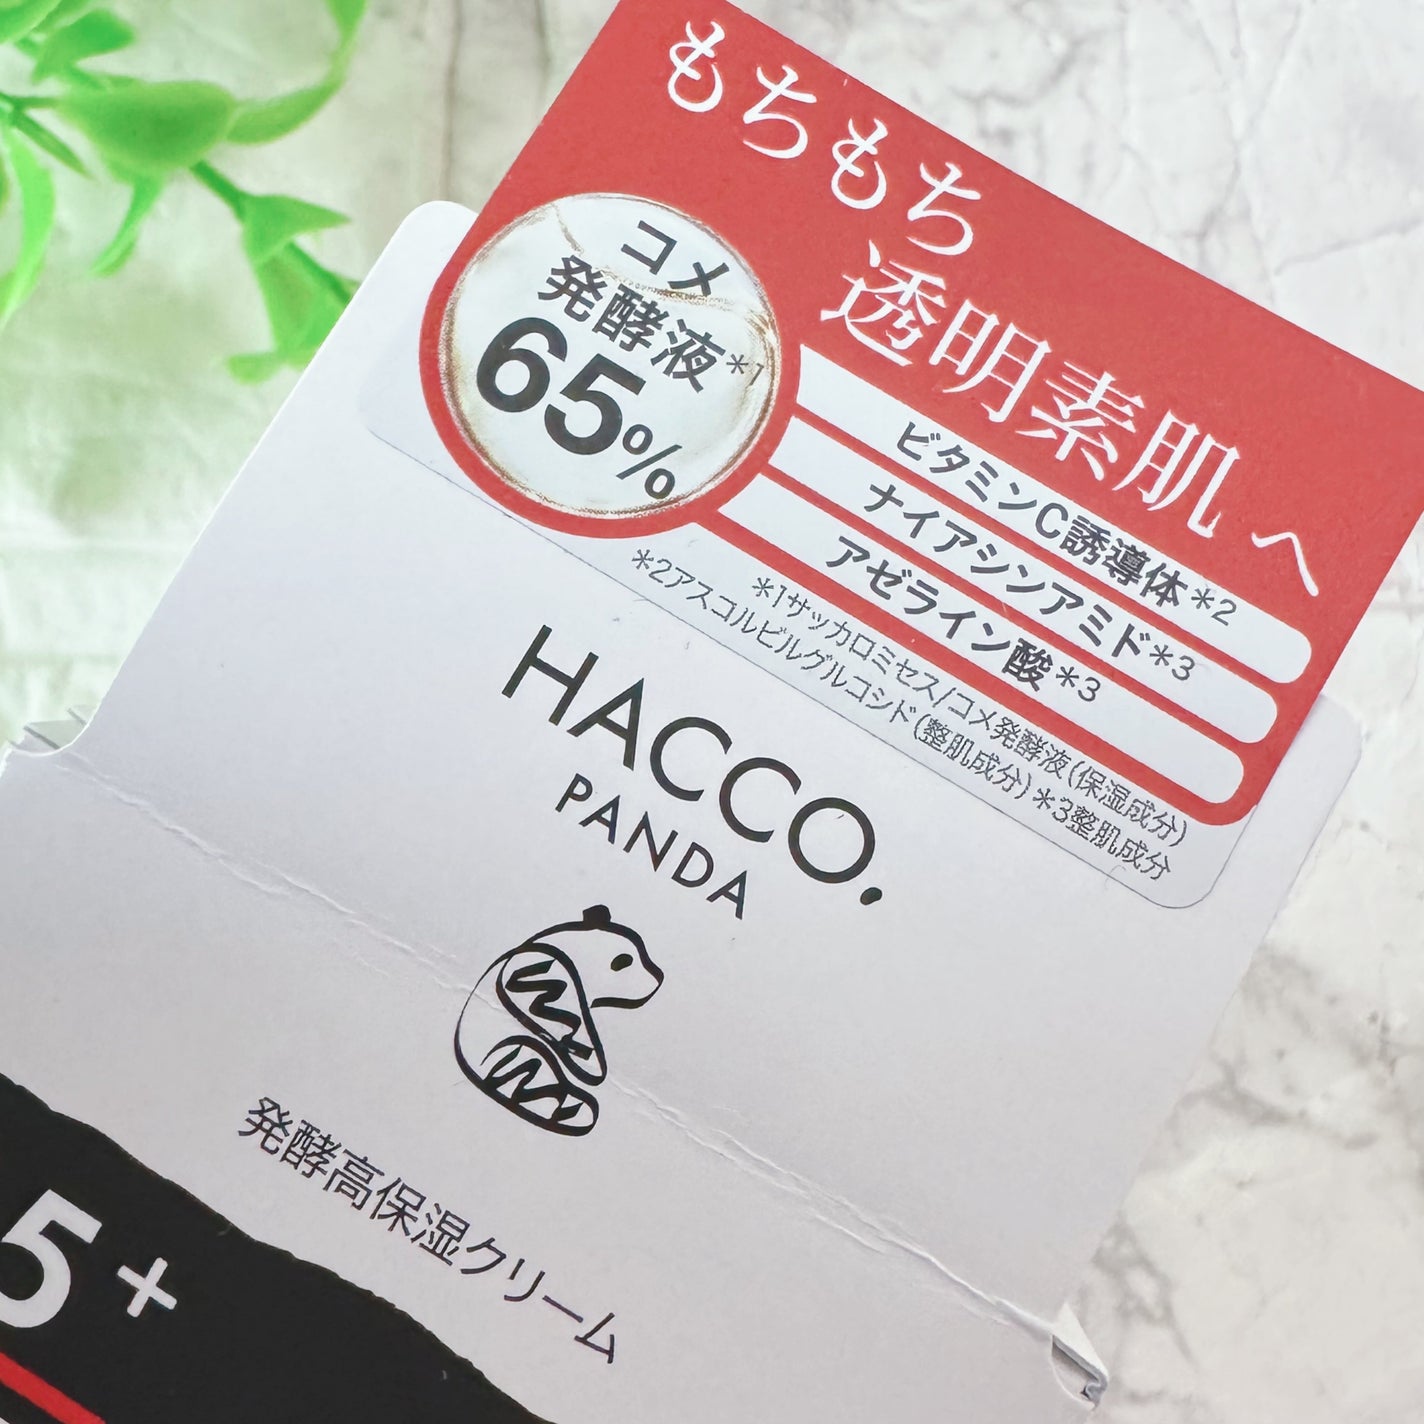 もちもち
透明素肌へ
コメ
発酵液*1
65%
ビタミンC誘導体*2
ナイアシンアミド*3
アゼライン酸*3
*1サッカロミセス/コメ発酵液(保湿成分)
*2アスコルビルグルコシド(整肌成分)*3整肌成分
HACCO.
PANDA
発酵高保湿クリーム
5+